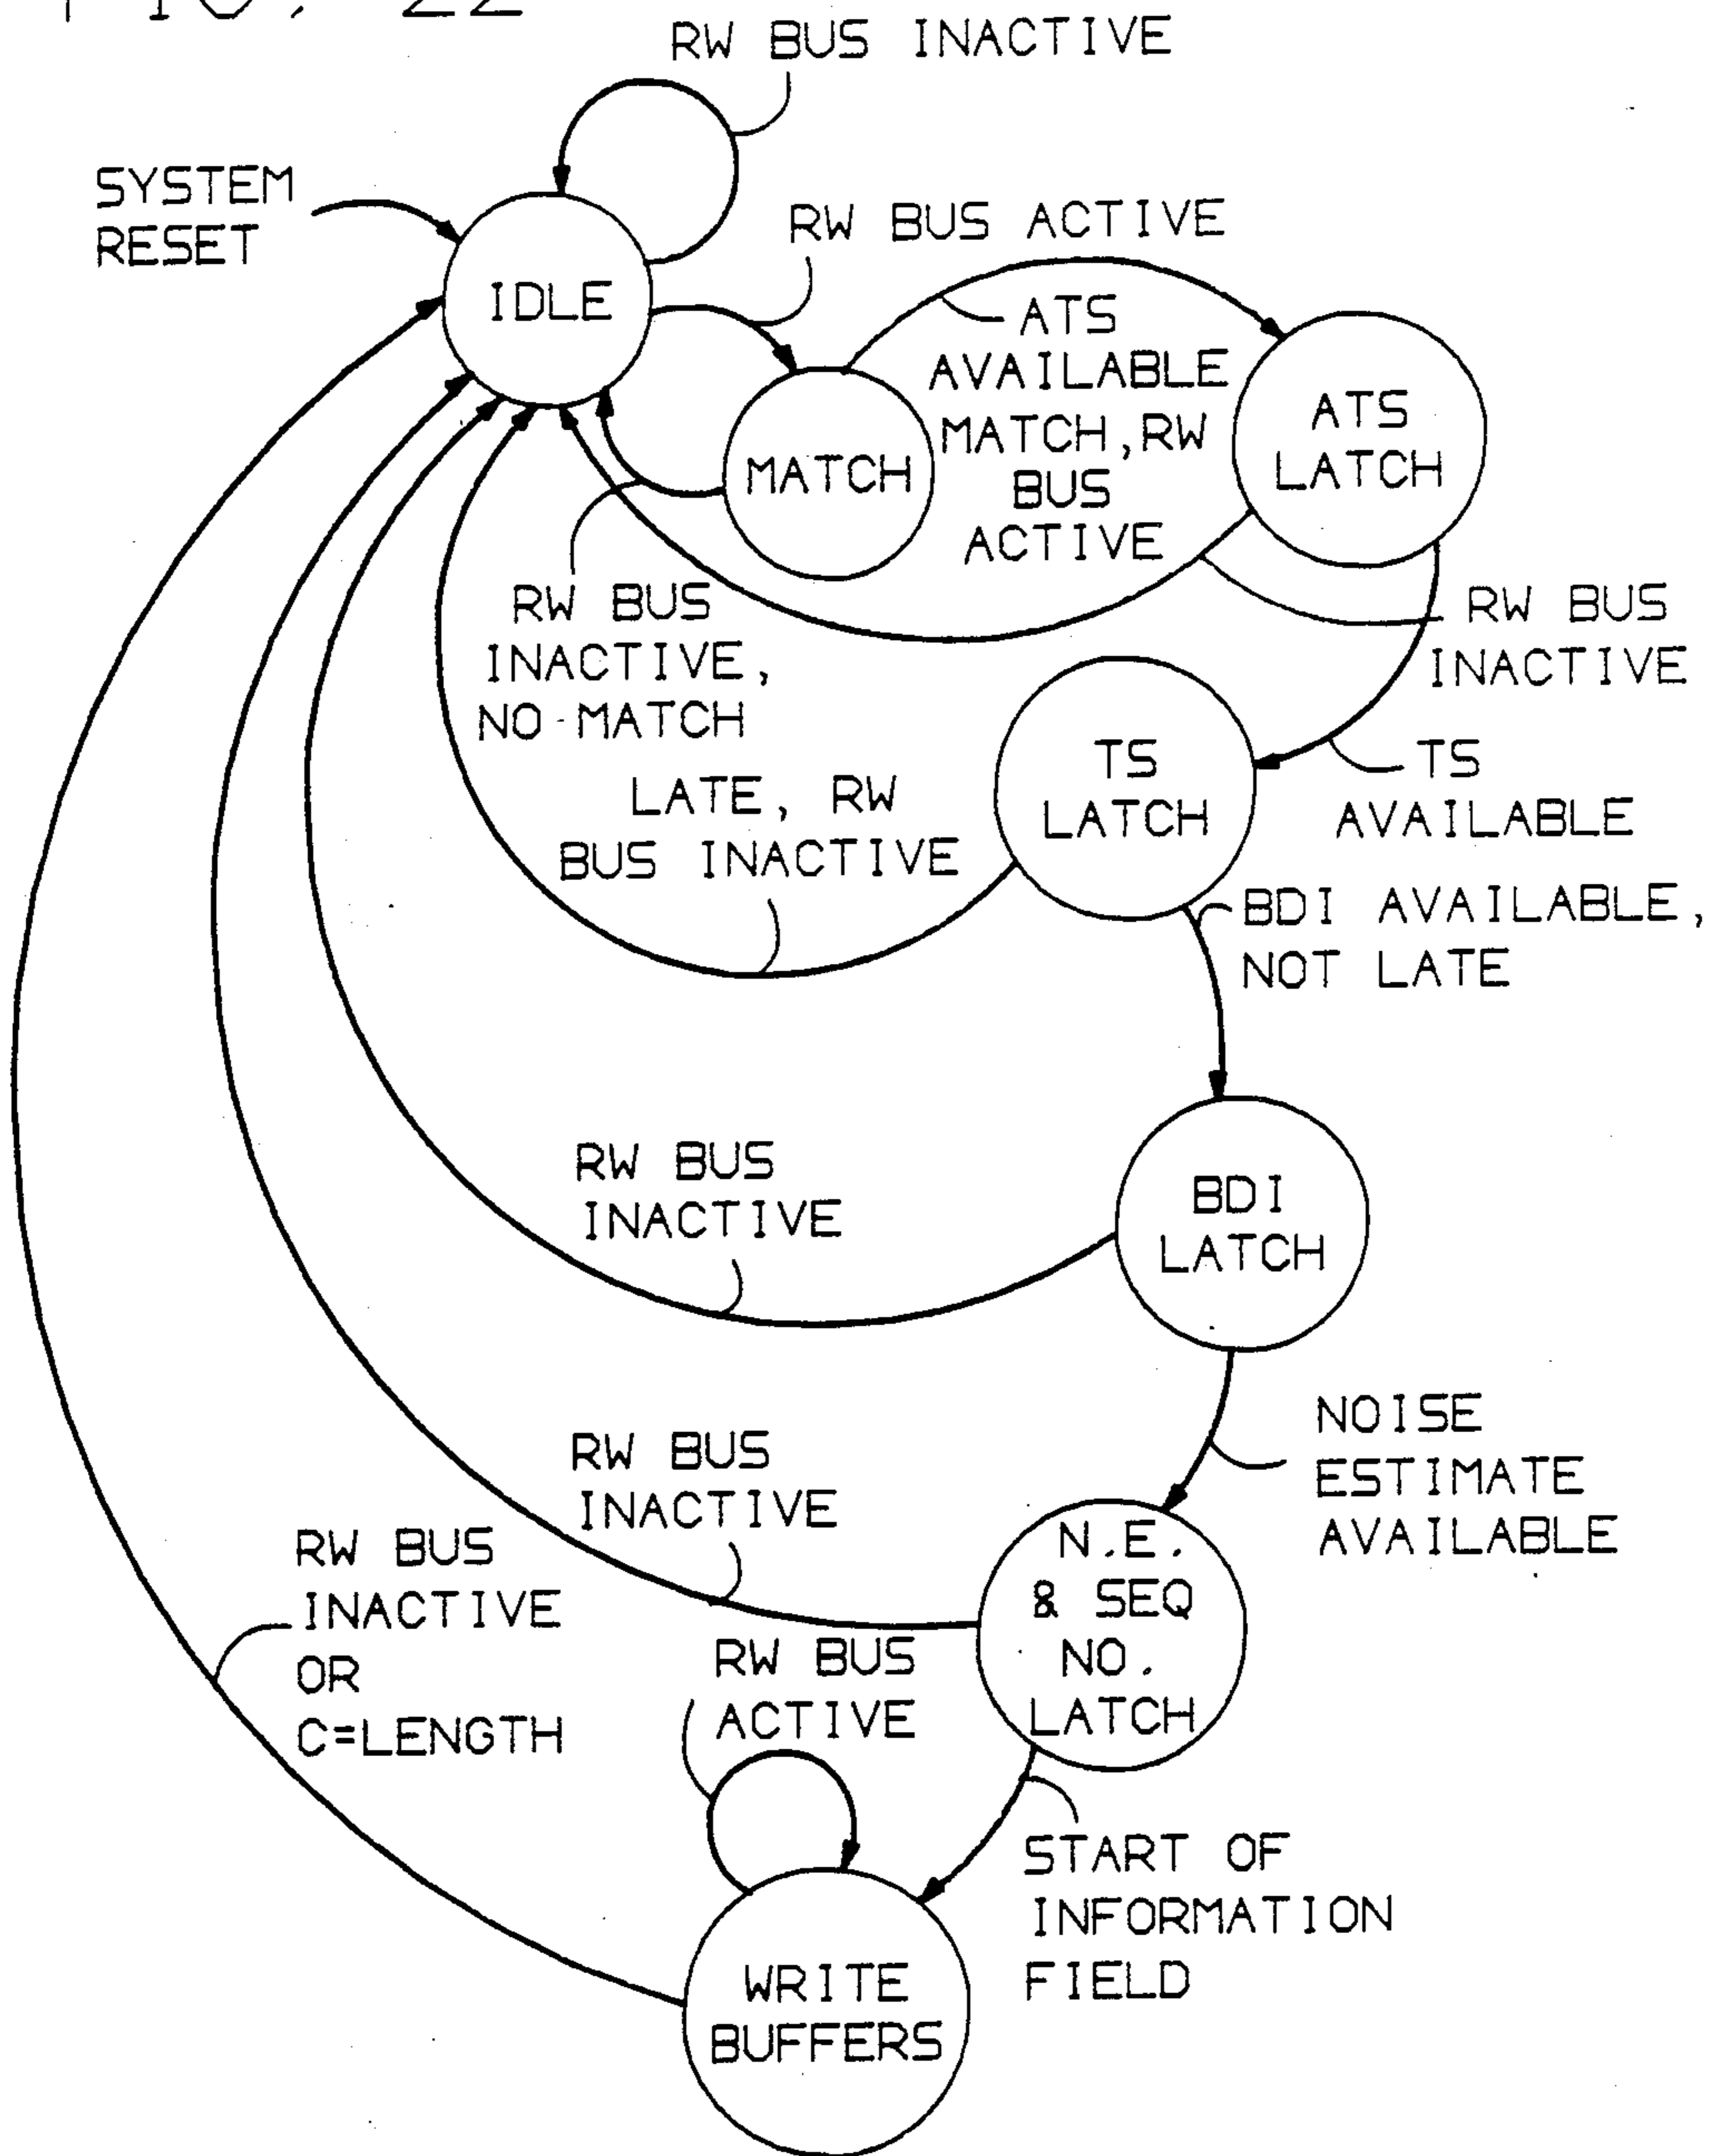 FIG. 22
RW BUS INACTIVE
SYSTEM
RESET
RW BUS ACTIVE
IDLE
ATS
AVAILABLE
MATCH, RW
BUS
ACTIVE
ATS
LATCH
MATCH
RW BUS
INACTIVE,
NO-MATCH
RW BUS
INACTIVE
TS
LATCH
TS
AVAILABLE
LATE, RW
BUS INACTIVE
BDI AVAILABLE,
NOT LATE
RW BUS
INACTIVE
BDI
LATCH
NOISE
ESTIMATE
AVAILABLE
RW BUS
INACTIVE
N.E.
& SEQ
NO.
LATCH
RW BUS
INACTIVE
OR
C=LENGTH
RW BUS
ACTIVE
START OF
INFORMATION
FIELD
WRITE
BUFFERS